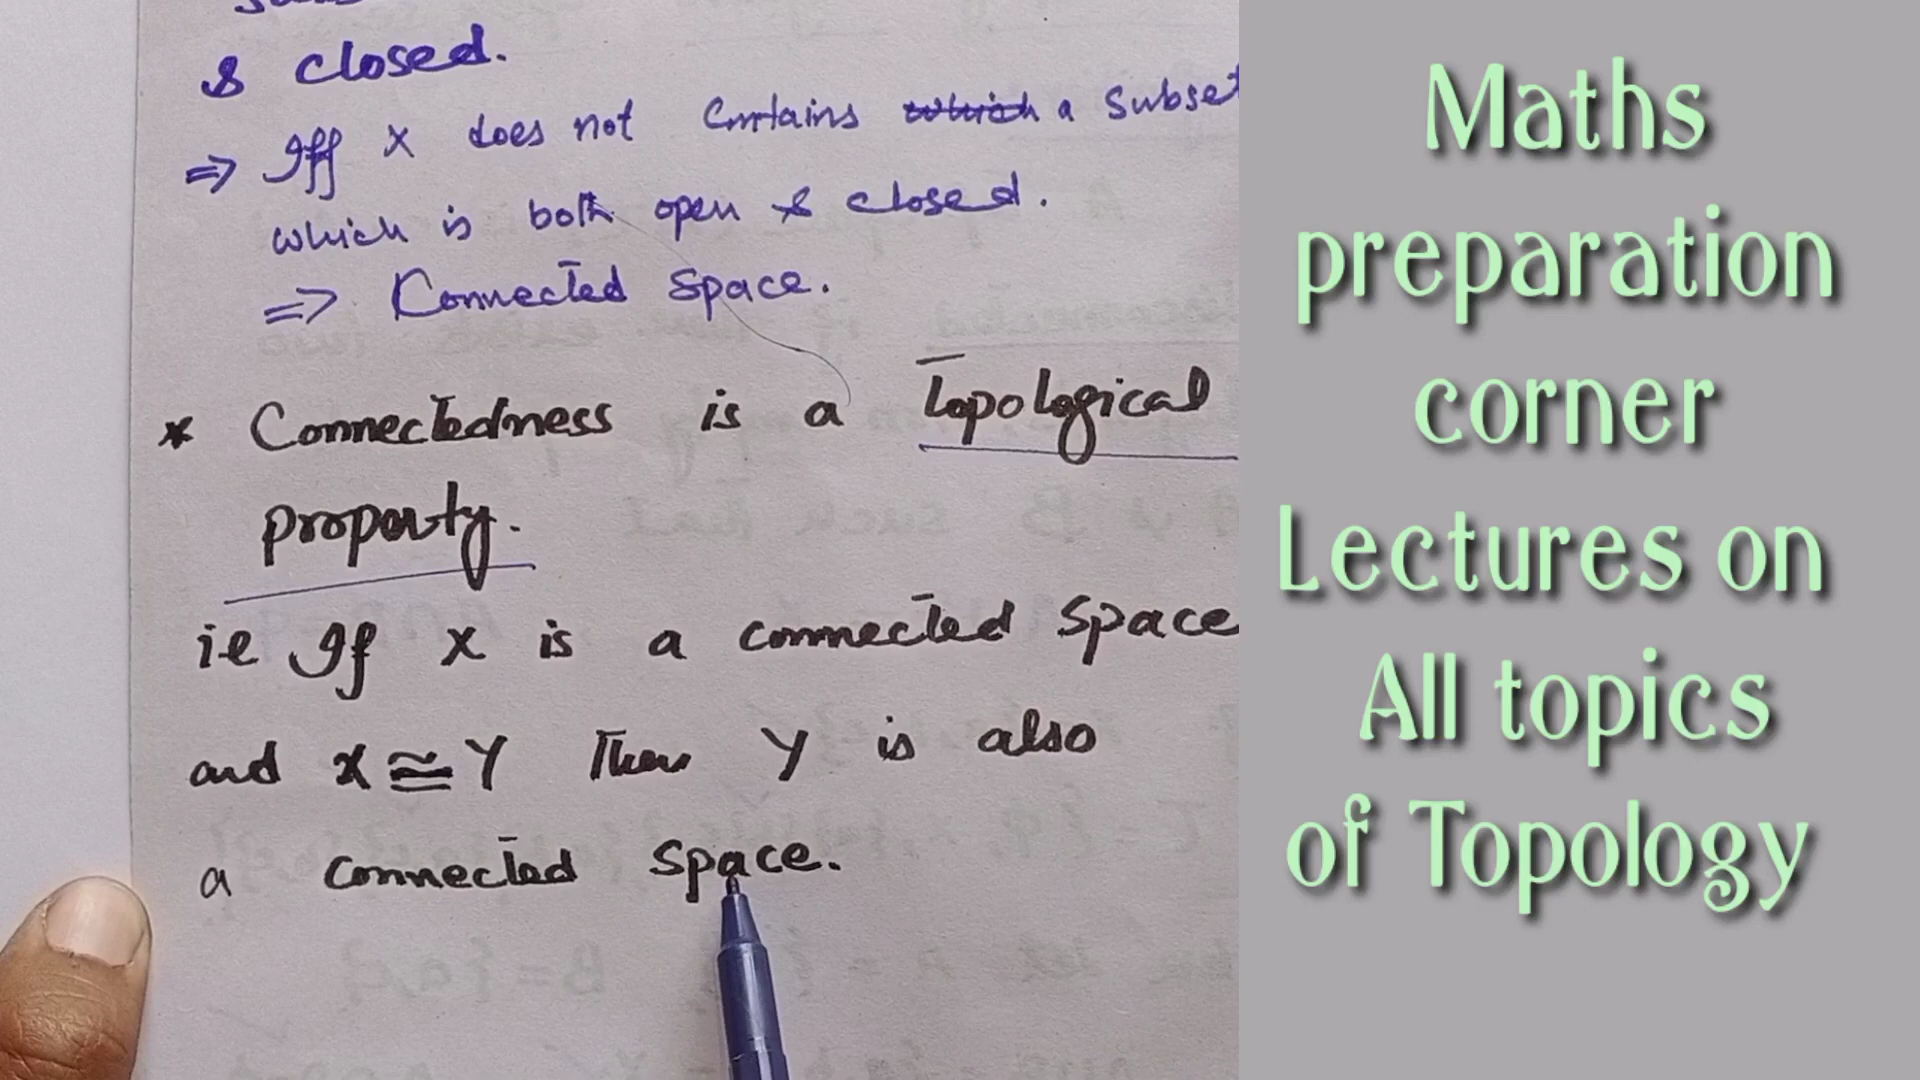 & closed.
⇒ Iff X does not contains a subset
which is both open & closed.
⇒ Connected space.
* Connectedness is a Topological
property.
i.e If X is a connected space
and X ≅ Y Then Y is also
a connected space.
Maths
preparation
corner
Lectures on
All topics
of Topology